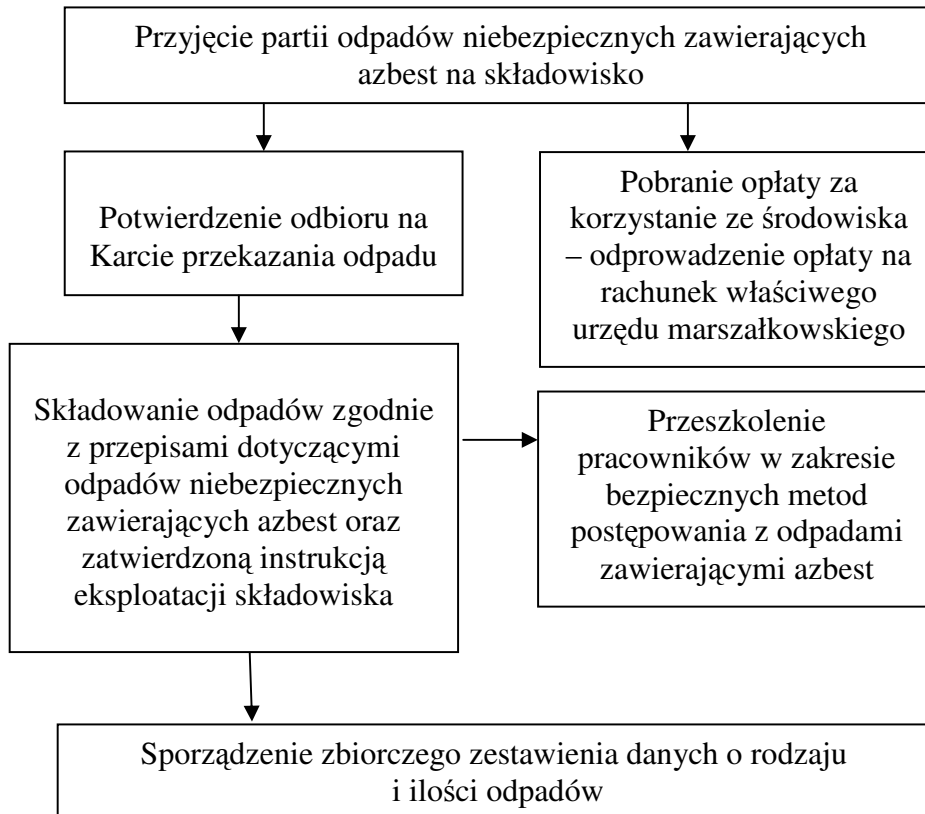 Przyjęcie partii odpadów niebezpiecznych zawierających
azbest na składowisko
Potwierdzenie odbioru na
Karcie przekazania odpadu
Pobranie opłaty za
korzystanie ze środowiska
– odprowadzenie opłaty na
rachunek właściwego
urzędu marszałkowskiego
Składowanie odpadów zgodnie
z przepisami dotyczącymi
odpadów niebezpiecznych
zawierających azbest oraz
zatwierdzoną instrukcją
eksploatacji składowiska
Przeszkolenie
pracowników w zakresie
bezpiecznych metod
postępowania z odpadami
zawierającymi azbest
Sporządzenie zbiorczego zestawienia danych o rodzaju
i ilości odpadów